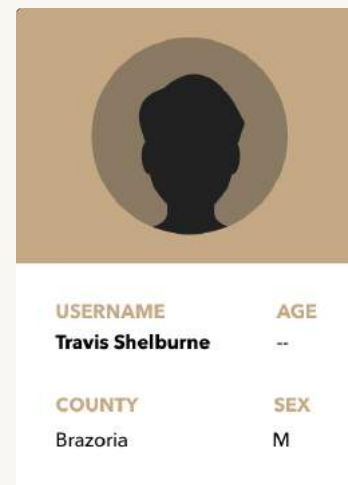 USERNAME AGE
Travis Shelburne --
COUNTY SEX
Brazoria M